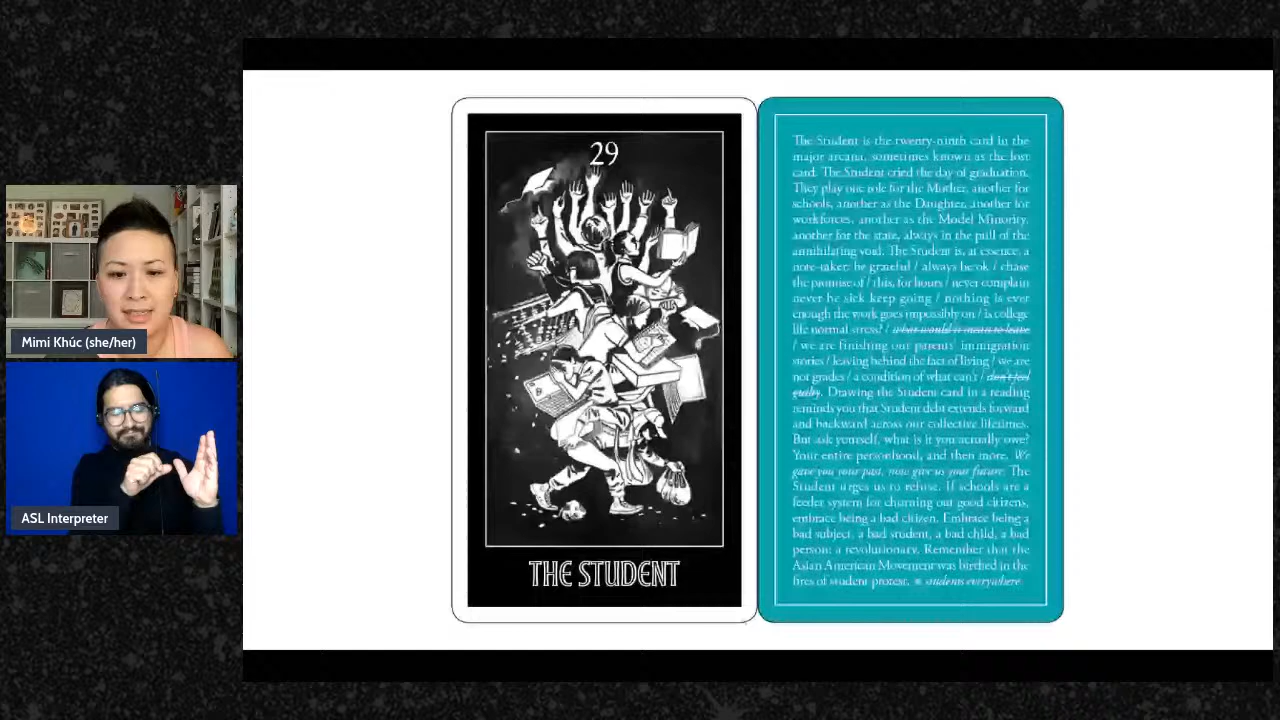 Mimi Khúc (she/her)
ASL Interpreter
29
THE STUDENT
The Student is the twenty-ninth card in the
major arcana, sometimes known as the lost
card. The Student cried the day of graduation.
They play one role for the Mother, another for
schools, another as the Daughter, another for
workforces, another as the Model Minority,
another for the state, always in the pull of the
annihilating void. The Student is, at essence, a
note-taker: be grateful / always be ok / chase
the promise of / this, for hours / never complain
never be sick keep going / nothing is ever
enough the work goes impossibly on / is college
life normal stress? / what would it mean to leave
/ we are finishing our parents' immigration
stories / leaving behind the fact of living / we are
not grades / a condition of what can't / don't feel
guilty. Drawing the Student card in a reading
reminds you that Student debt extends forward
and backward across our collective lifetimes.
But ask yourself, what is it you actually owe?
Your entire personhood, and then more. We
gave you your past, now give us your future. The
Student urges us to refuse. If schools are a
feeder system for churning out good citizens,
embrace being a bad citizen. Embrace being a
bad subject, a bad student, a bad child, a bad
person: a revolutionary. Remember that the
Asian American Movement was birthed in the
fires of student protest. students everywhere